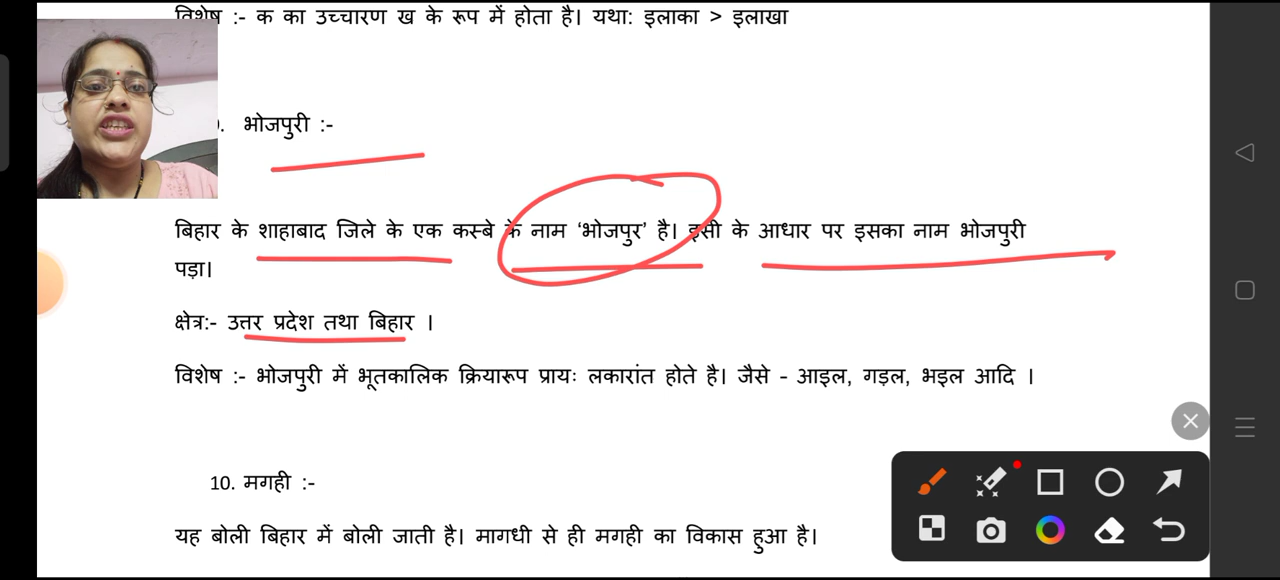 विशेष :- क का उच्चारण ख के रूप में होता है। यथा: इलाका > इलाखा
. भोजपुरी :-
बिहार के शाहाबाद जिले के एक कस्बे के नाम ‘भोजपुर’ है। इसी के आधार पर इसका नाम भोजपुरी
पड़ा।
क्षेत्र:- उत्तर प्रदेश तथा बिहार ।
विशेष :- भोजपुरी में भूतकालिक क्रियारूप प्रायः लकारांत होते है। जैसे - आइल, गइल, भइल आदि ।
10. मगही :-
यह बोली बिहार में बोली जाती है। मागधी से ही मगही का विकास हुआ है।